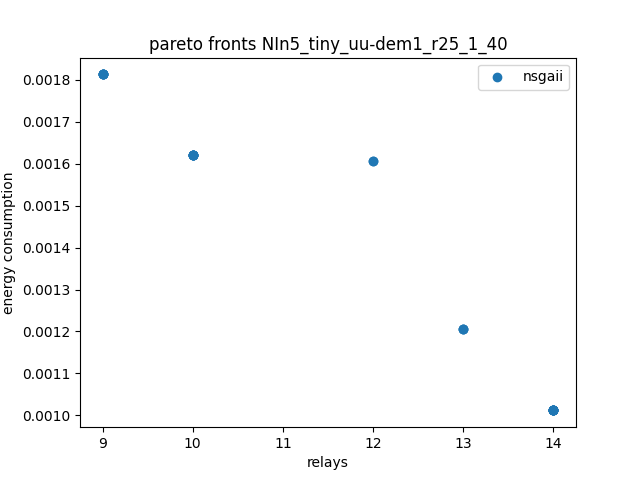 pareto fronts NIn5_tiny_uu-dem1_r25_1_40
nsgaii
energy consumption
0.0018
0.0017
0.0016
0.0015
0.0014
0.0013
0.0012
0.0011
0.0010
9 10 11 12 13 14
relays